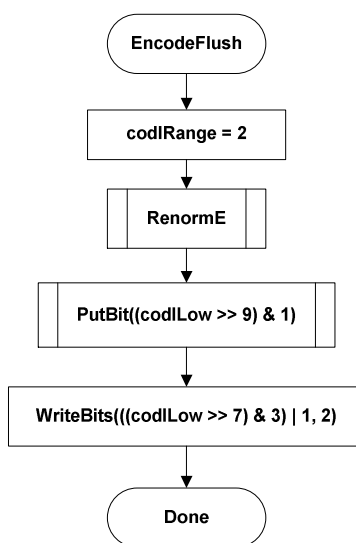 EncodeFlush
codIRange = 2
RenormE
PutBit((codILow >> 9) & 1)
WriteBits(((codILow >> 7) & 3) | 1, 2)
Done